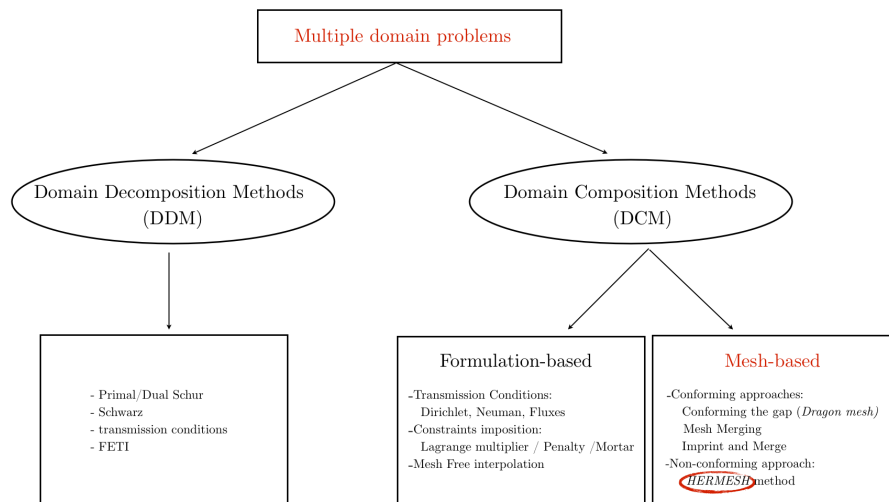 Multiple domain problems
Domain Decomposition Methods
(DDM)
Domain Composition Methods
(DCM)
- Primal/Dual Schur
- Schwarz
- transmission conditions
- FETI
Formulation-based
-Transmission Conditions:
Dirichlet, Neuman, Fluxes
-Constraints imposition:
Lagrange multiplier / Penalty /Mortar
-Mesh Free interpolation
Mesh-based
-Conforming approaches:
Conforming the gap (Dragon mesh)
Mesh Merging
Imprint and Merge
-Non-conforming approach:
HERMESH method